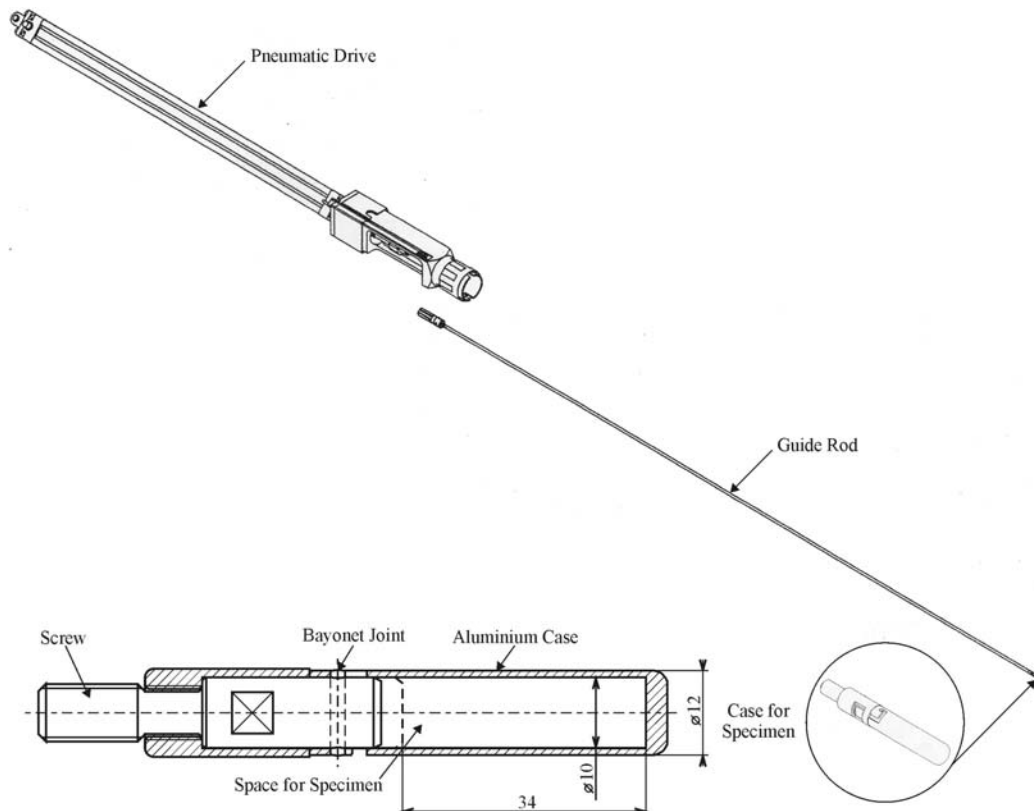 Pneumatic Drive
Guide Rod
Screw
Bayonet Joint
Aluminium Case
Space for Specimen
34
ø10
ø12
Case for
Specimen